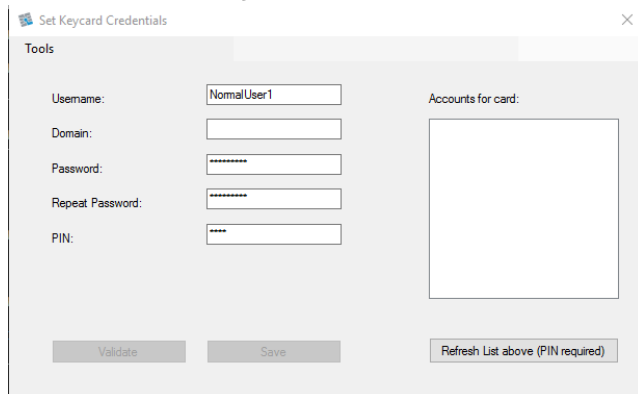 Set Keycard Credentials
Tools
Username: NormalUser1 Accounts for card:
Domain:
Password: *********
Repeat Password: *********
PIN: ****
Validate Save Refresh List above (PIN required)